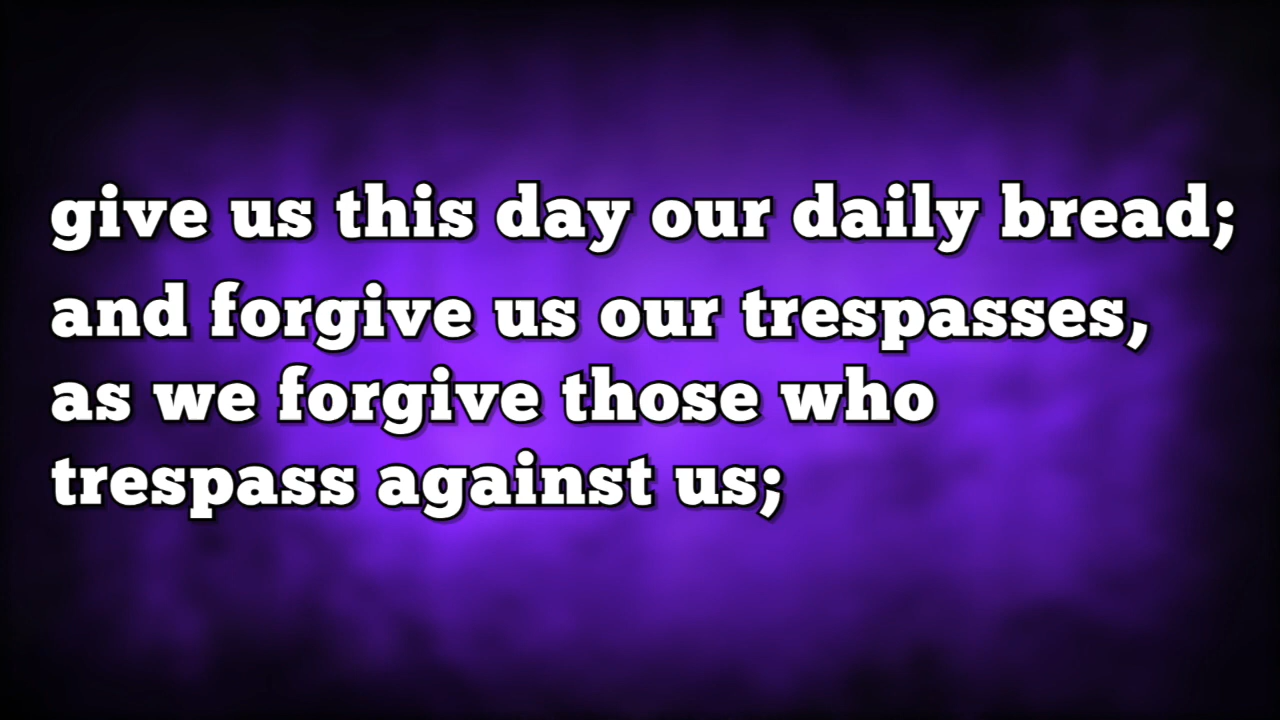 give us this day our daily bread;
and forgive us our trespasses,
as we forgive those who
trespass against us;